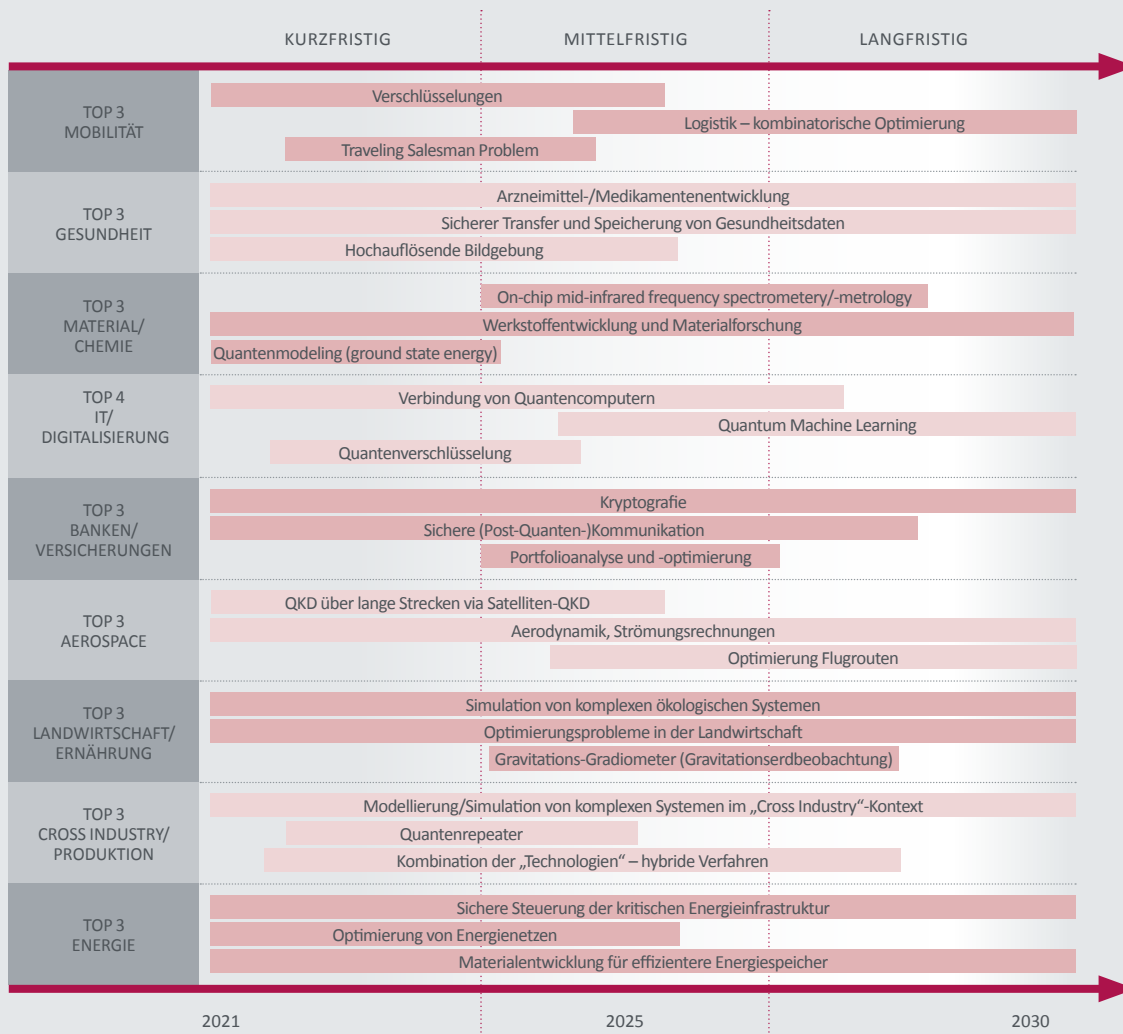 KURZFRISTIG
MITTELFRISTIG
LANGFRISTIG
TOP 3
MOBILITÄT
Verschlüsselungen
Logistik – kombinatorische Optimierung
Traveling Salesman Problem
TOP 3
GESUNDHEIT
Arzneimittel-/Medikamentenentwicklung
Sicherer Transfer und Speicherung von Gesundheitsdaten
Hochauflösende Bildgebung
TOP 3
MATERIAL/
CHEMIE
On-chip mid-infrared frequency spectrometery/-metrology
Werkstoffentwicklung und Materialforschung
Quantenmodeling (ground state energy)
TOP 4
IT/
DIGITALISIERUNG
Verbindung von Quantencomputern
Quantum Machine Learning
Quantenverschlüsselung
TOP 3
BANKEN/
VERSICHERUNGEN
Kryptografie
Sichere (Post-Quanten-)Kommunikation
Portfolioanalyse und -optimierung
TOP 3
AEROSPACE
QKD über lange Strecken via Satelliten-QKD
Aerodynamik, Strömungsrechnungen
Optimierung Flugrouten
TOP 3
LANDWIRTSCHAFT/
ERNÄHRUNG
Simulation von komplexen ökologischen Systemen
Optimierungsprobleme in der Landwirtschaft
Gravitations-Gradiometer (Gravitationserdbeobachtung)
TOP 3
CROSS INDUSTRY/
PRODUKTION
Modellierung/Simulation von komplexen Systemen im „Cross Industry“-Kontext
Quantenrepeater
Kombination der „Technologien“ – hybride Verfahren
TOP 3
ENERGIE
Sichere Steuerung der kritischen Energieinfrastruktur
Optimierung von Energienetzen
Materialentwicklung für effizientere Energiespeicher
2021
2025
2030